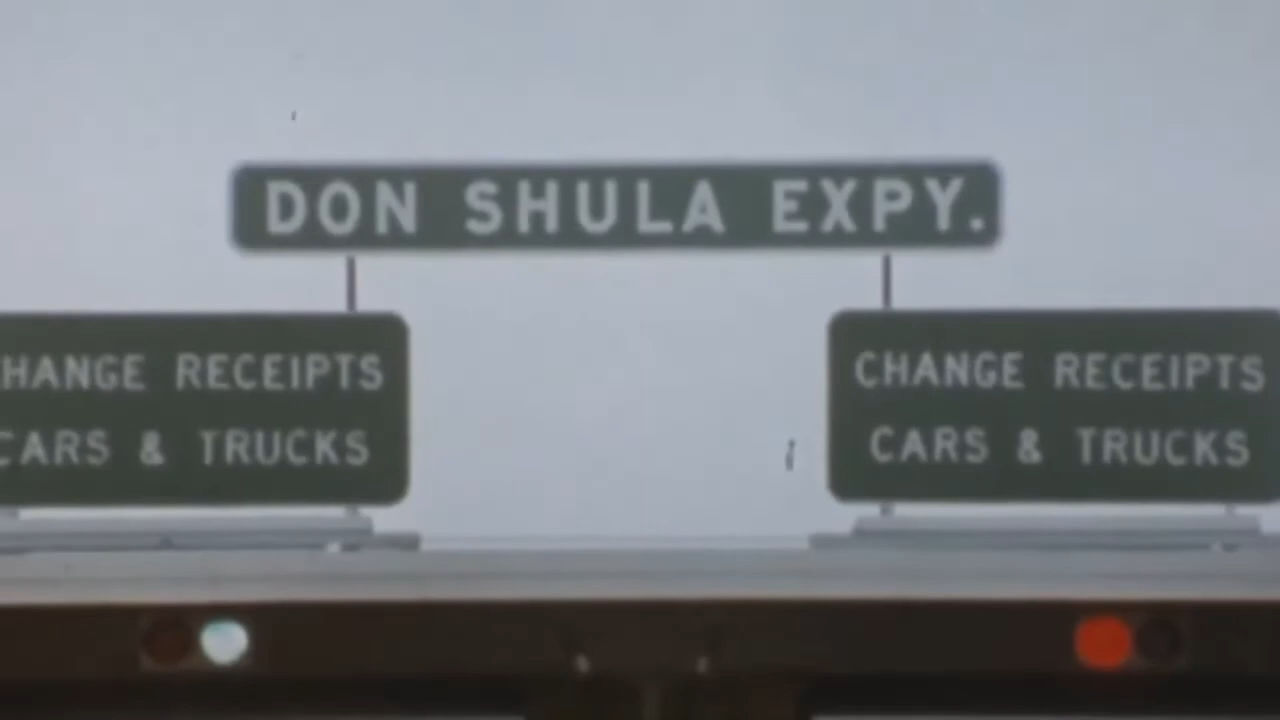 DON SHULA EXPY.
HANGE RECEIPTS
CARS & TRUCKS
CHANGE RECEIPTS
CARS & TRUCKS